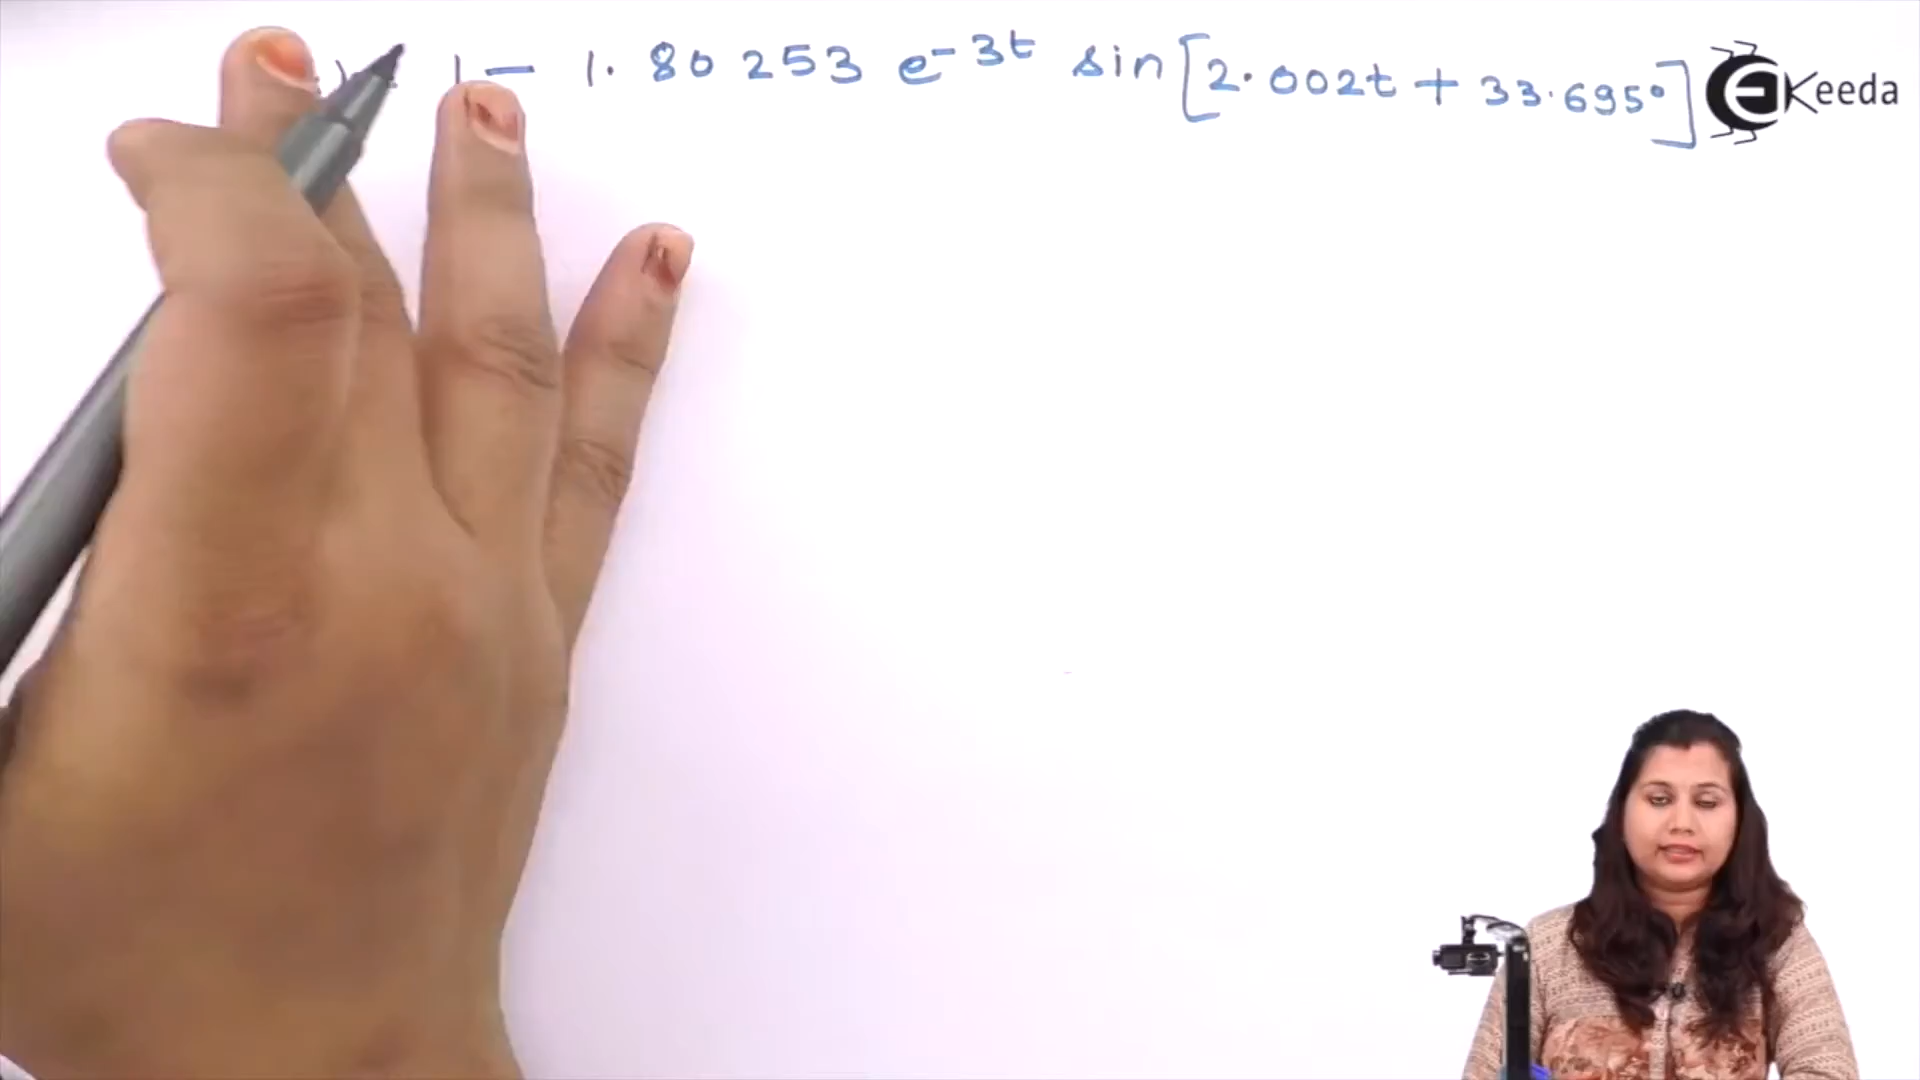 1 - 1.80253 e^-3t sin [2.002t + 33.695°]
Keeda